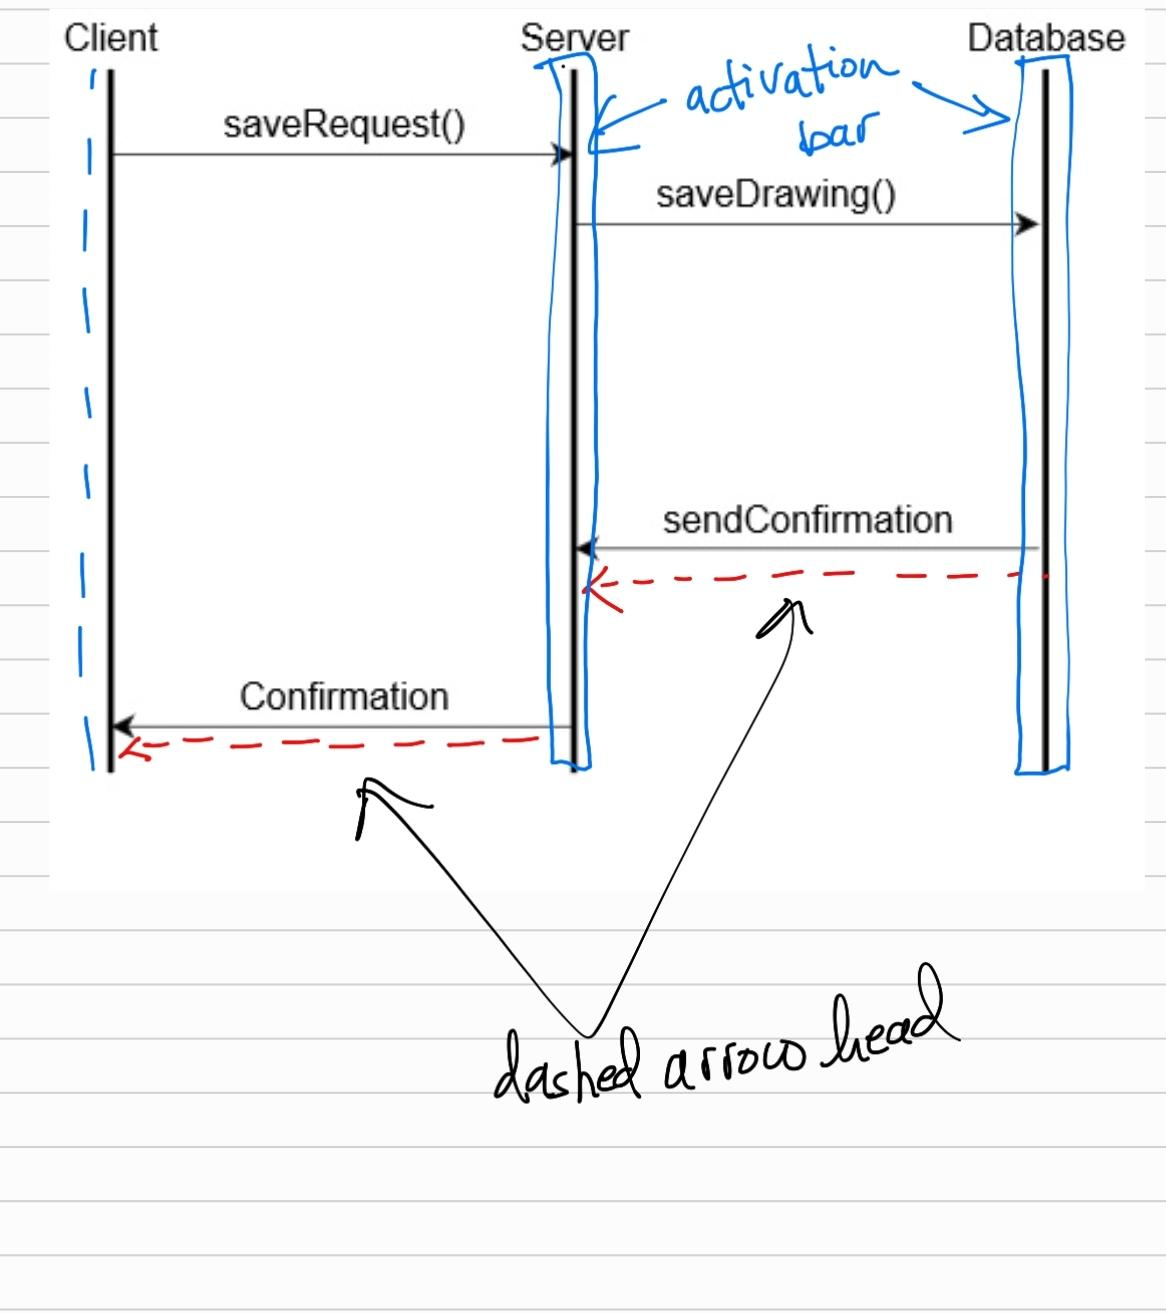 Client Server Database
activation
bar
saveRequest()
saveDrawing()
sendConfirmation
Confirmation
dashed arrow head